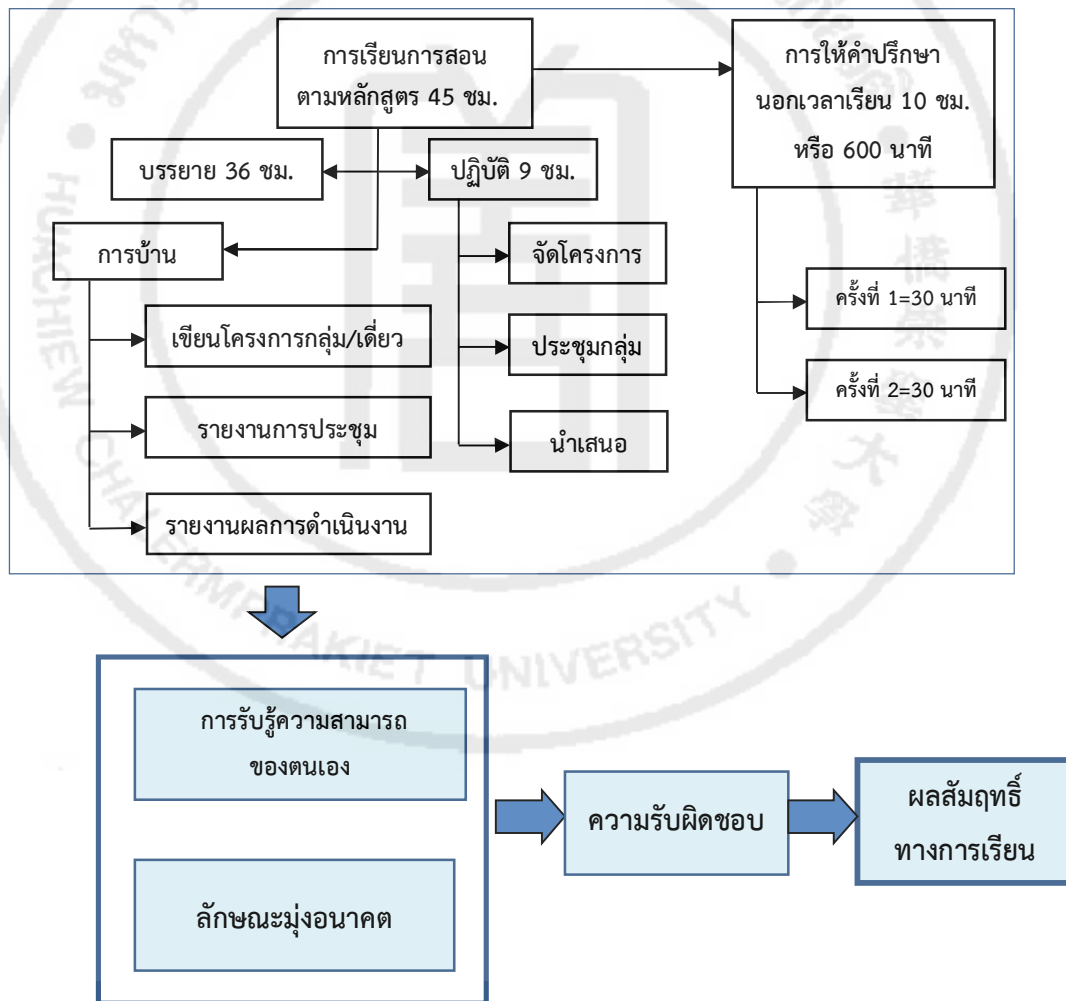 การเรียนการสอน
ตามหลักสูตร 45 ชม.
การให้คำปรึกษา
นอกเวลาเรียน 10 ชม.
หรือ 600 นาที
บรรยาย 36 ชม.
ปฏิบัติ 9 ชม.
การบ้าน
จัดโครงการ
ครั้งที่ 1=30 นาที
เขียนโครงการกลุ่ม/เดี่ยว
ประชุมกลุ่ม
ครั้งที่ 2=30 นาที
รายงานการประชุม
นำเสนอ
รายงานผลการดำเนินงาน
HUACHIEW CHALERMPRAKIET UNIVERSITY
การรับรู้ความสามารถ
ของตนเอง
ลักษณะมุ่งอนาคต
ความรับผิดชอบ
ผลสัมฤทธิ์
ทางการเรียน